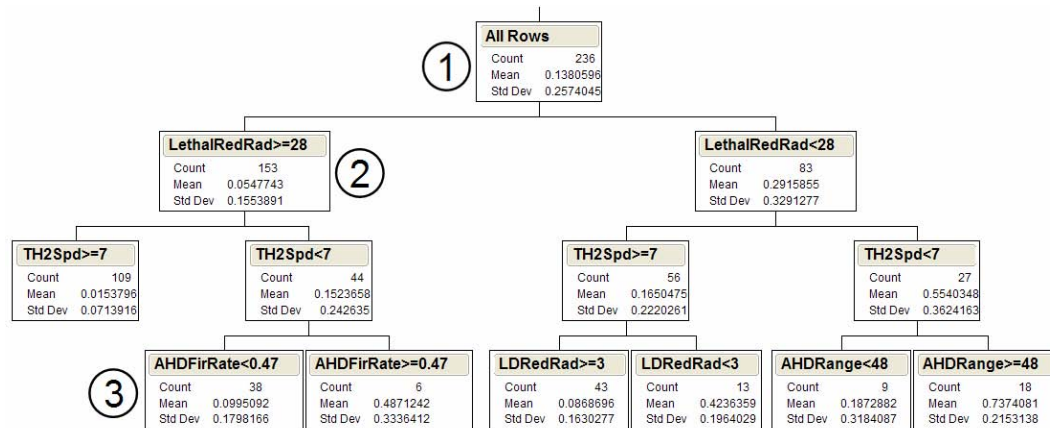 All Rows
Count 236
Mean 0.1380596
Std Dev 0.2574045
1
LethalRedRad>=28
Count 153
Mean 0.0547743
Std Dev 0.1553891
2
LethalRedRad<28
Count 83
Mean 0.2915855
Std Dev 0.3291277
TH2Spd>=7
Count 109
Mean 0.0153796
Std Dev 0.0713916
TH2Spd<7
Count 44
Mean 0.1523658
Std Dev 0.242635
TH2Spd>=7
Count 56
Mean 0.1650475
Std Dev 0.2220261
TH2Spd<7
Count 27
Mean 0.5540348
Std Dev 0.3624163
3
AHDFirRate<0.47
Count 38
Mean 0.0995092
Std Dev 0.1798166
AHDFirRate>=0.47
Count 6
Mean 0.4871242
Std Dev 0.3336412
LDRedRad>=3
Count 43
Mean 0.0868696
Std Dev 0.1630277
LDRedRad<3
Count 13
Mean 0.4236359
Std Dev 0.1964029
AHDRange<48
Count 9
Mean 0.1872882
Std Dev 0.3184087
AHDRange>=48
Count 18
Mean 0.7374081
Std Dev 0.2153138